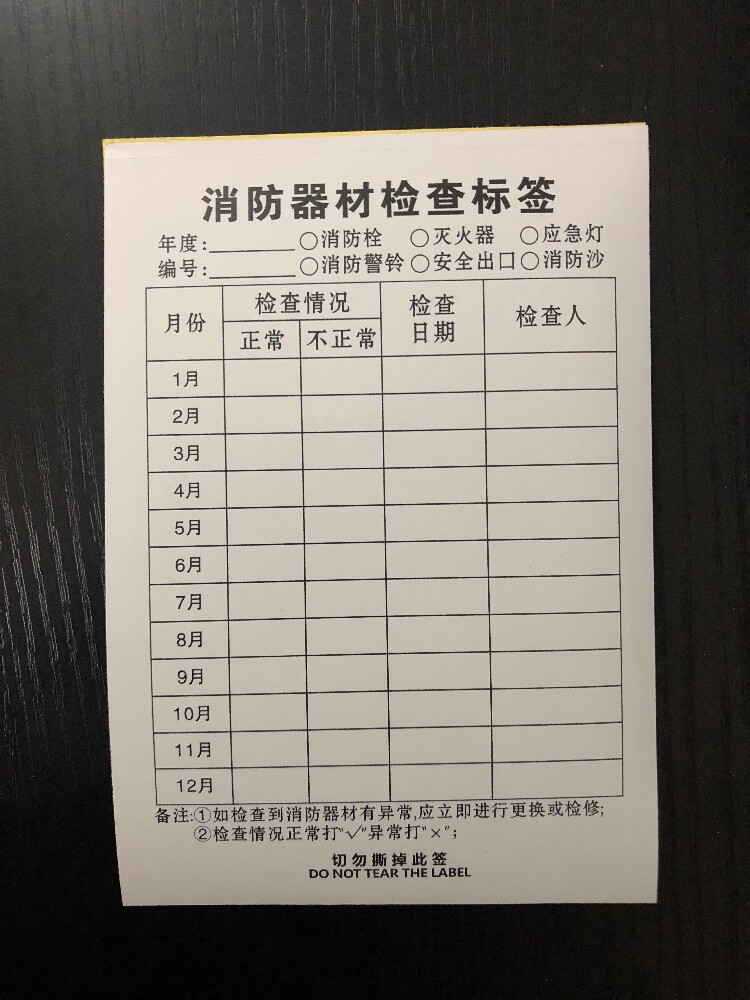 消防器材检查标签
年度:________ ○消防栓 ○灭火器 ○应急灯
编号:________ ○消防警铃 ○安全出口 ○消防沙
月份 检查情况 检查日期 检查人
正常 不正常
1月
2月
3月
4月
5月
6月
7月
8月
9月
10月
11月
12月
备注:①如检查到消防器材有异常,应立即进行更换或检修;
②检查情况正常打"√"异常打"×";
切勿撕掉此签
DO NOT TEAR THE LABEL